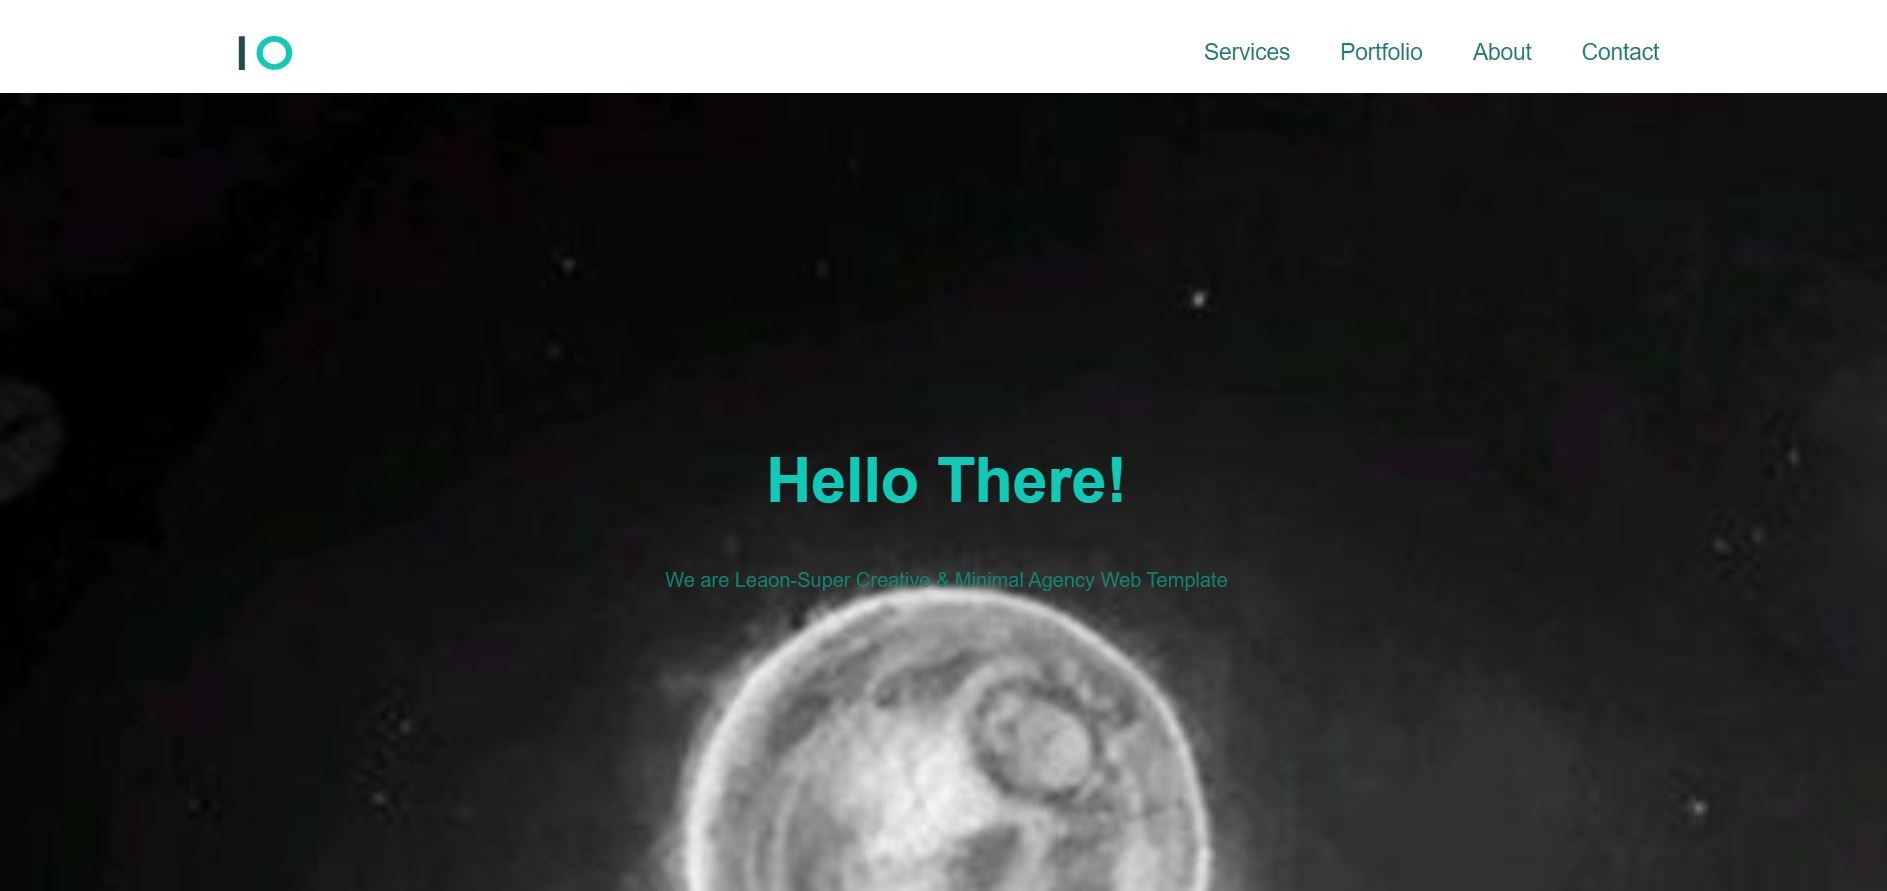 IO
Services Portfolio About Contact
Hello There!
We are Leaon-Super Creative & Minimal Agency Web Template